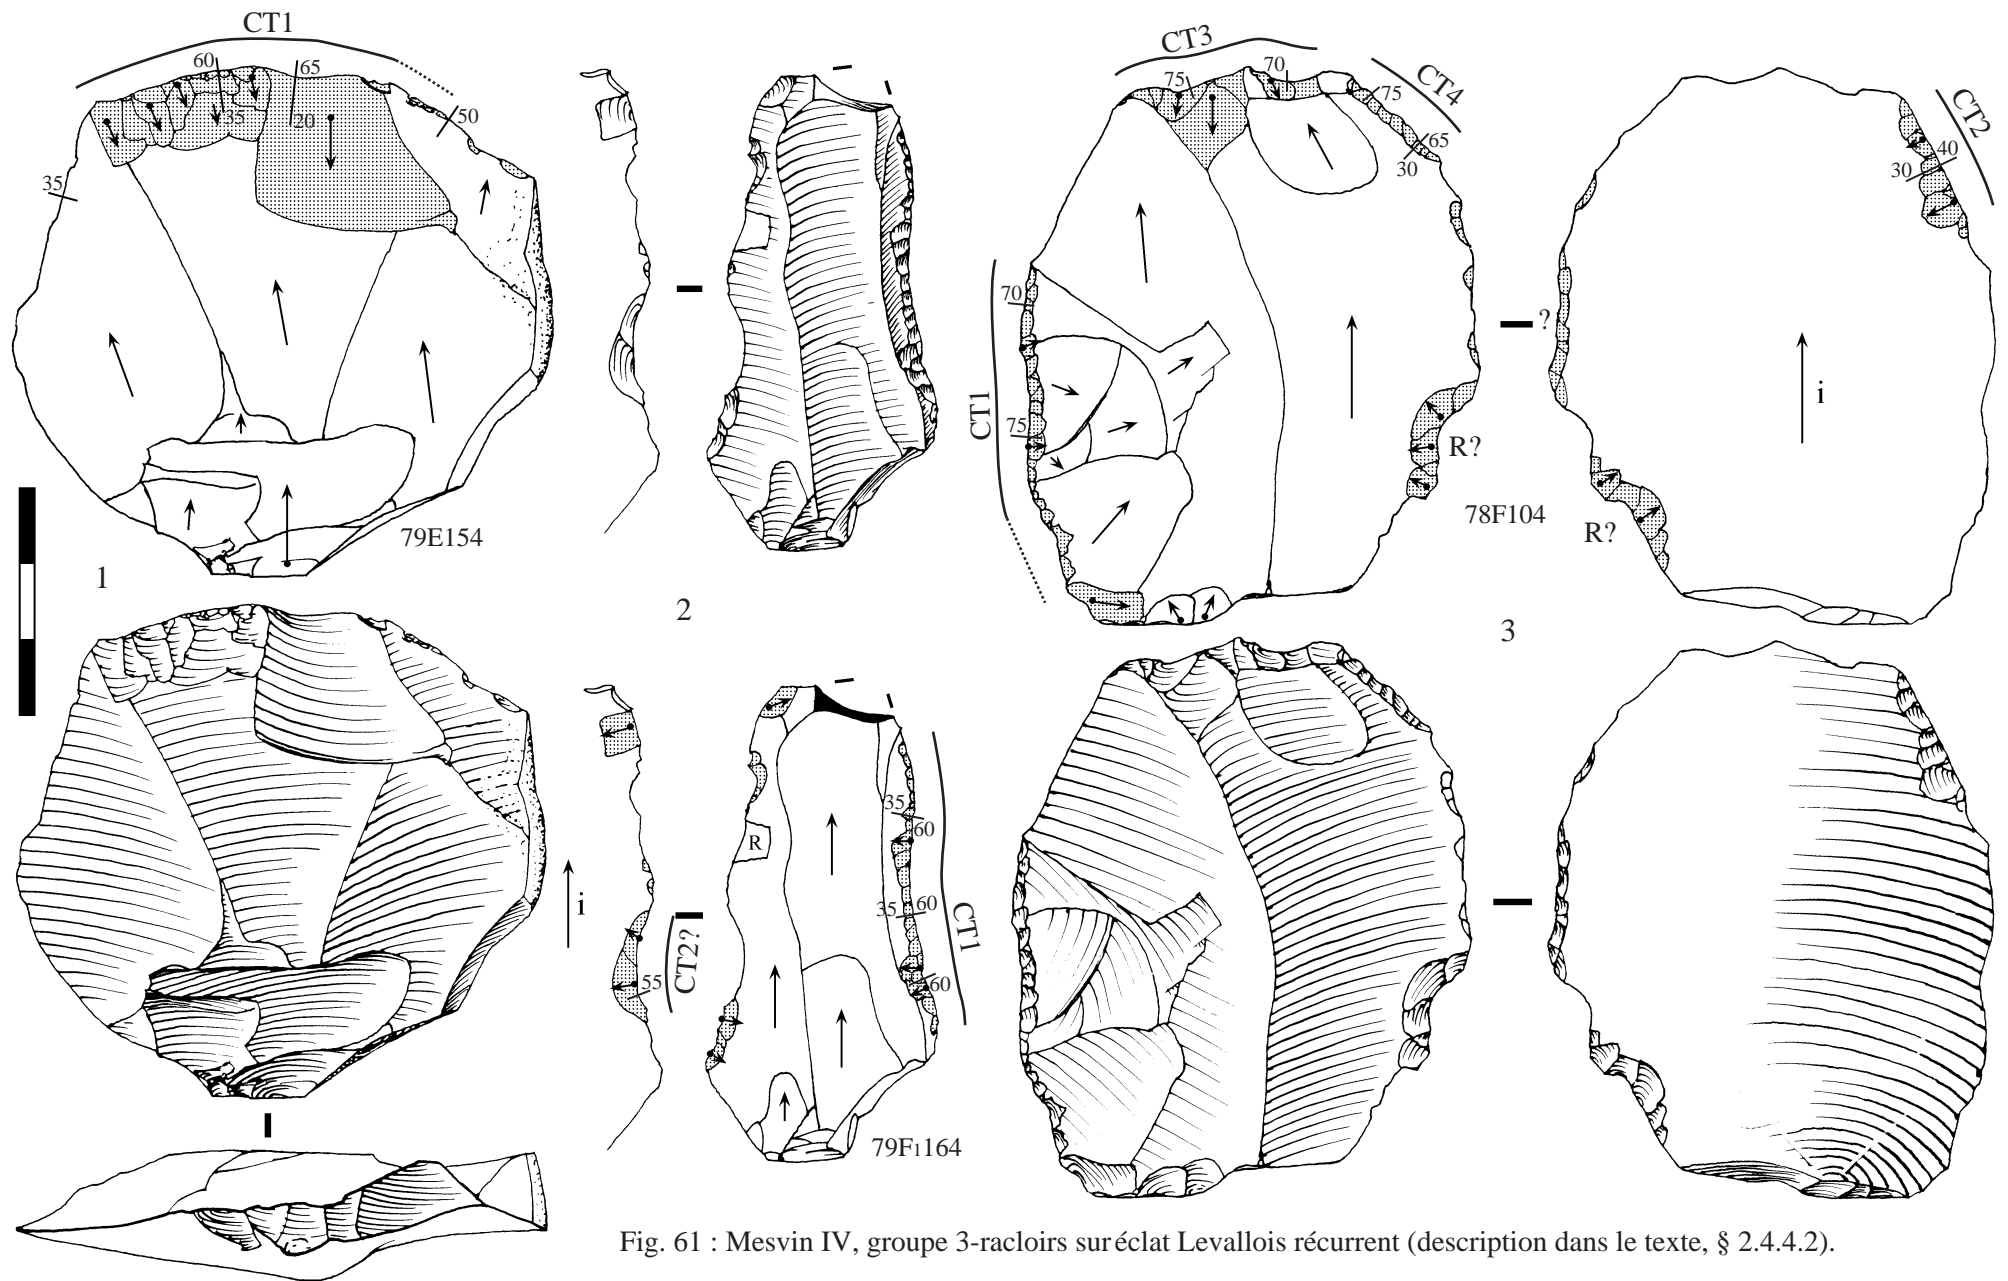 CT1
60
65
35
20
50
35
79E154
1
2
CT3
75
70
CT4
75
65
30
70
CT1
75
R?
78F104
3
?
CT2
40
30
i
R?
i
55
CT2?
R
35
60
35
60
60
CT1
79F1164
Fig. 61 : Mesvin IV, groupe 3-racloirs sur éclat Levallois récurrent (description dans le texte, § 2.4.4.2).